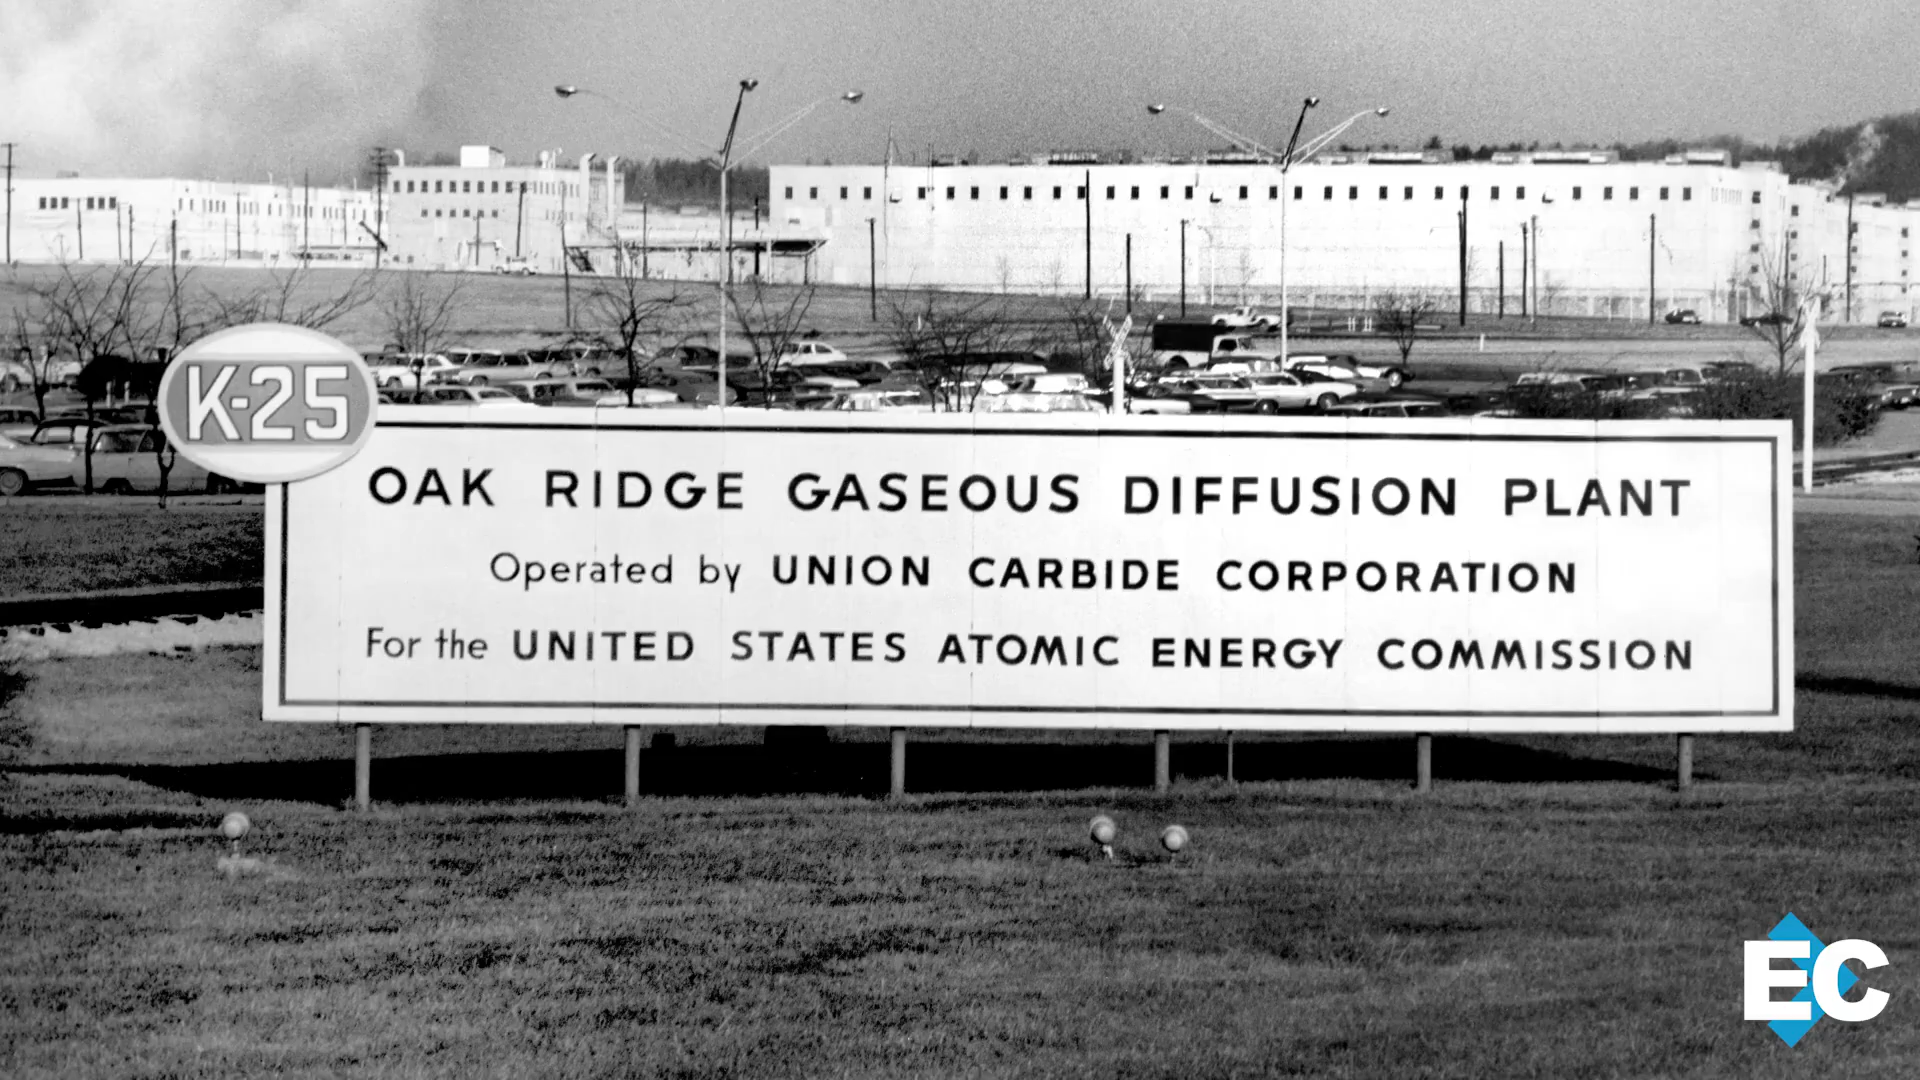 K-25
OAK RIDGE GASEOUS DIFFUSION PLANT
Operated by UNION CARBIDE CORPORATION
For the UNITED STATES ATOMIC ENERGY COMMISSION
EC